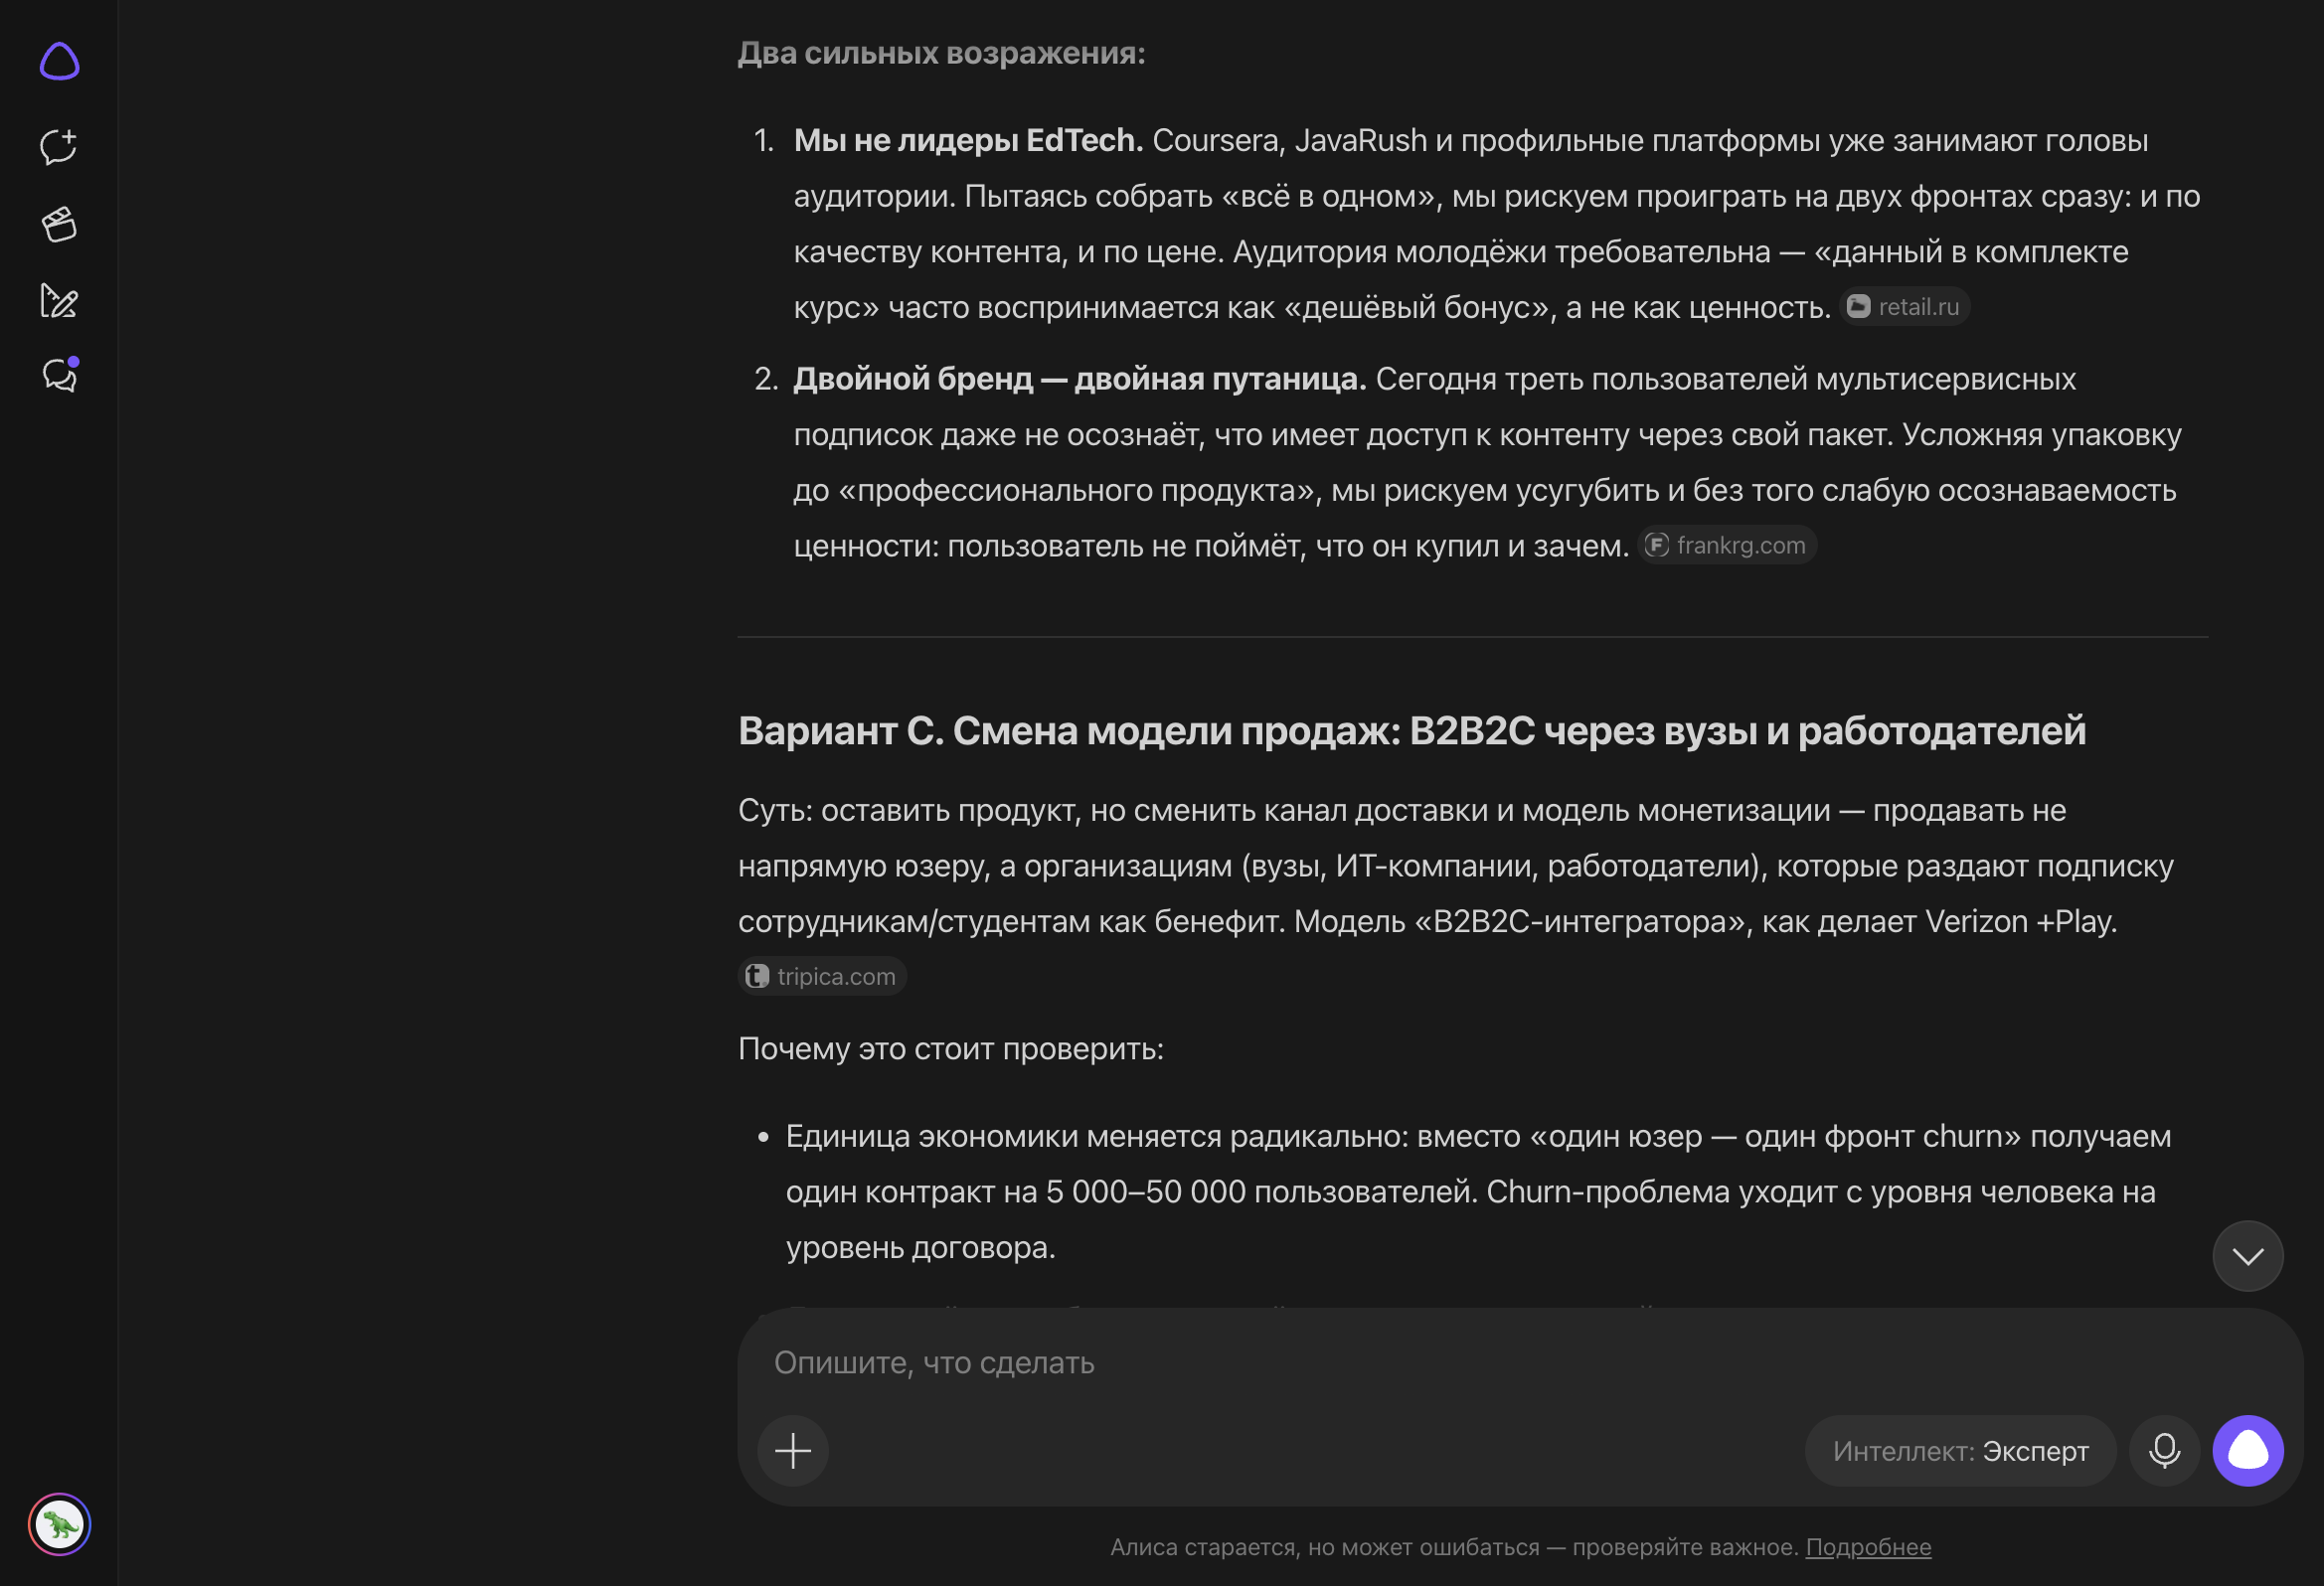 Два сильных возражения:
1. Мы не лидеры EdTech. Coursera, JavaRush и профильные платформы уже занимают головы
аудитории. Пытаясь собрать «всё в одном», мы рискуем проиграть на двух фронтах сразу: и по
качеству контента, и по цене. Аудитория молодёжи требовательна — «данный в комплекте
курс» часто воспринимается как «дешёвый бонус», а не как ценность. retail.ru
2. Двойной бренд — двойная путаница. Сегодня треть пользователей мультисервисных
подписок даже не осознаёт, что имеет доступ к контенту через свой пакет. Усложняя упаковку
до «профессионального продукта», мы рискуем усугубить и без того слабую осознаваемость
ценности: пользователь не поймёт, что он купил и зачем. frankrg.com
Вариант C. Смена модели продаж: B2B2C через вузы и работодателей
Суть: оставить продукт, но сменить канал доставки и модель монетизации — продавать не
напрямую юзеру, а организациям (вузы, ИТ-компании, работодатели), которые раздают подписку
сотрудникам/студентам как бенефит. Модель «B2B2C-интегратора», как делает Verizon +Play.
tripica.com
Почему это стоит проверить:
• Единица экономики меняется радикально: вместо «один юзер — один фронт churn» получаем
один контракт на 5 000–50 000 пользователей. Churn-проблема уходит с уровня человека на
уровень договора.
Опишите, что сделать
Интеллект: Эксперт
Алиса старается, но может ошибаться — проверяйте важное. Подробнее